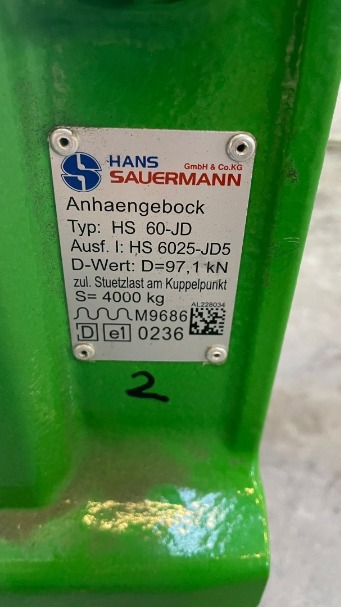 HANS
GmbH & Co.KG
SAUERMANN
Anhaengebock
Typ: HS 60-JD
Ausf. I: HS 6025-JD5
D-Wert: D=97,1 kN
zul. Stuetzlast am Kuppelpunkt
S= 4000 kg
AL228034
M9686
D e1 0236
2